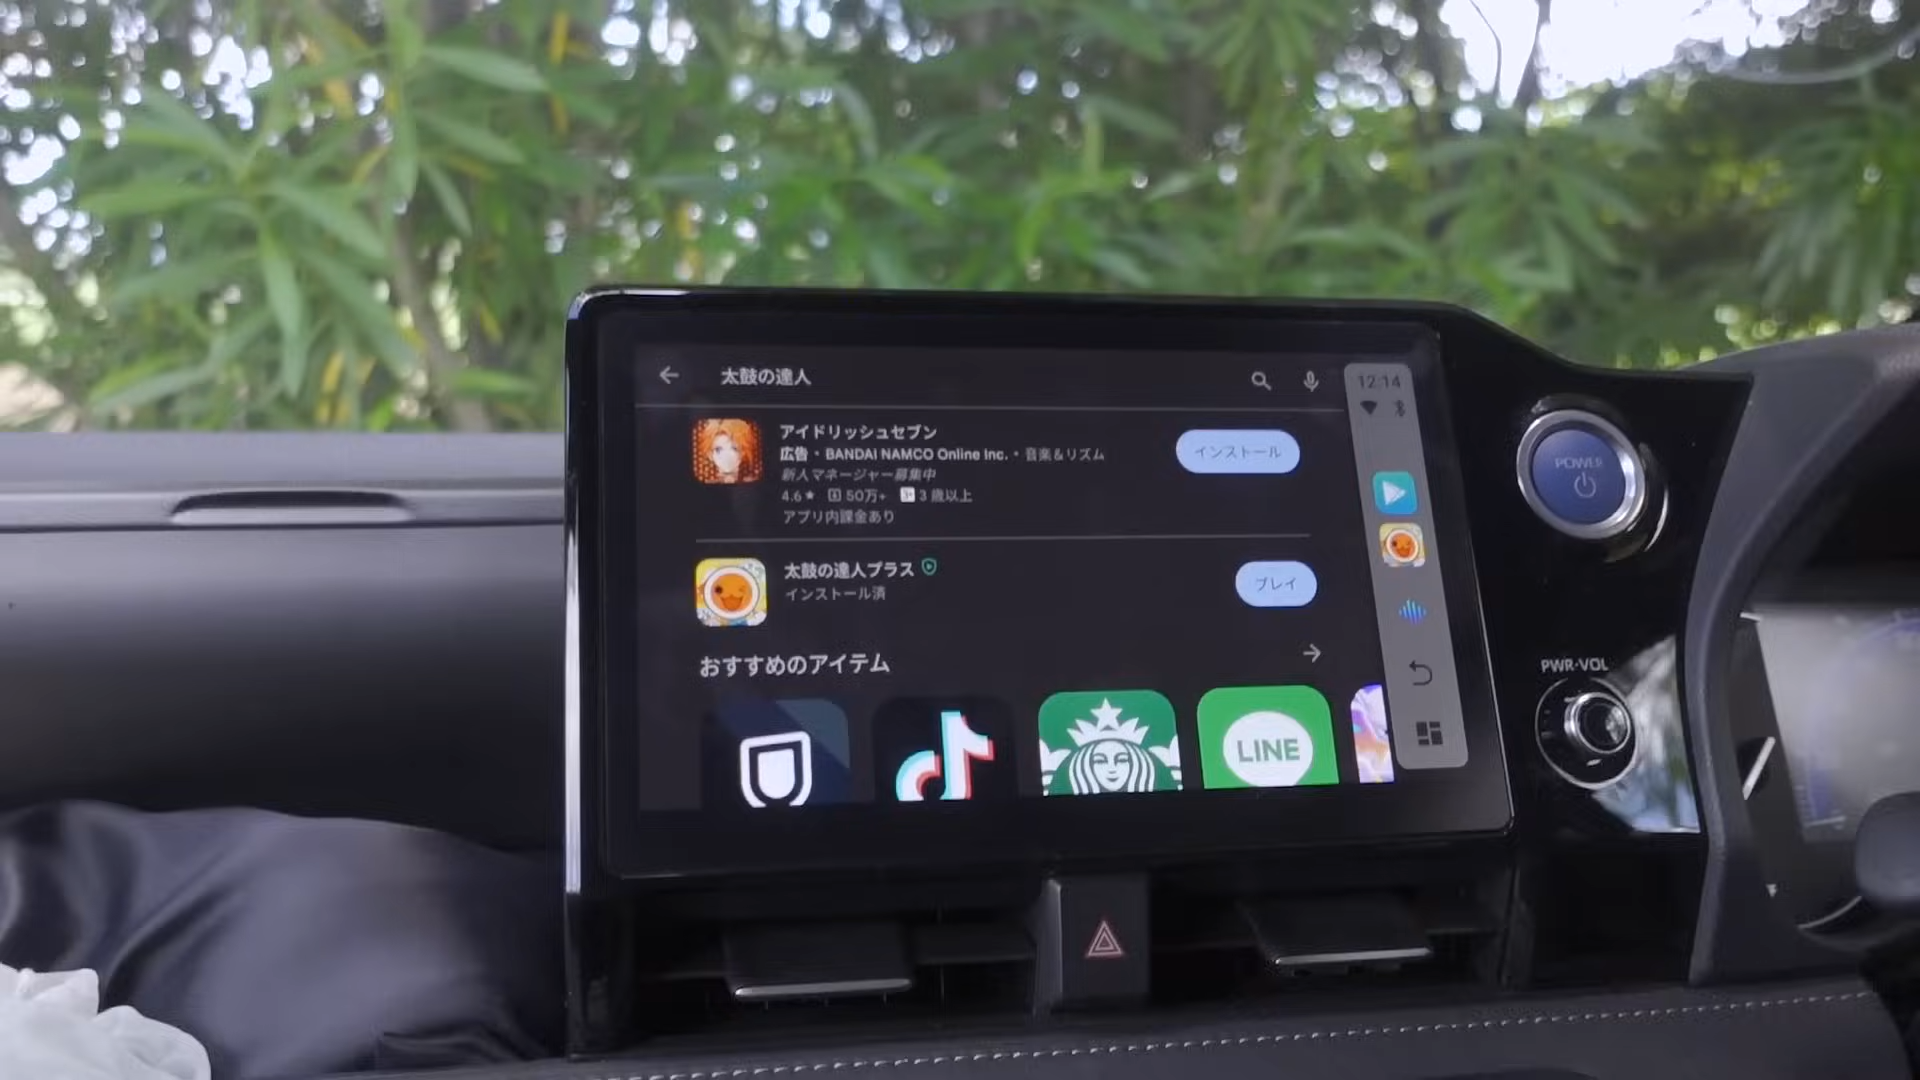 太鼓の達人
12:14
アイドリッシュセブン
広告・BANDAI NAMCO Online Inc.・音楽&リズム
新人マネージャー募集中
4.6★ 50万+ 3+ 3 歳以上
アプリ内課金あり
インストール
太鼓の達人プラス
インストール済
プレイ
おすすめのアイテム
LINE
POWER
PWR·VOL